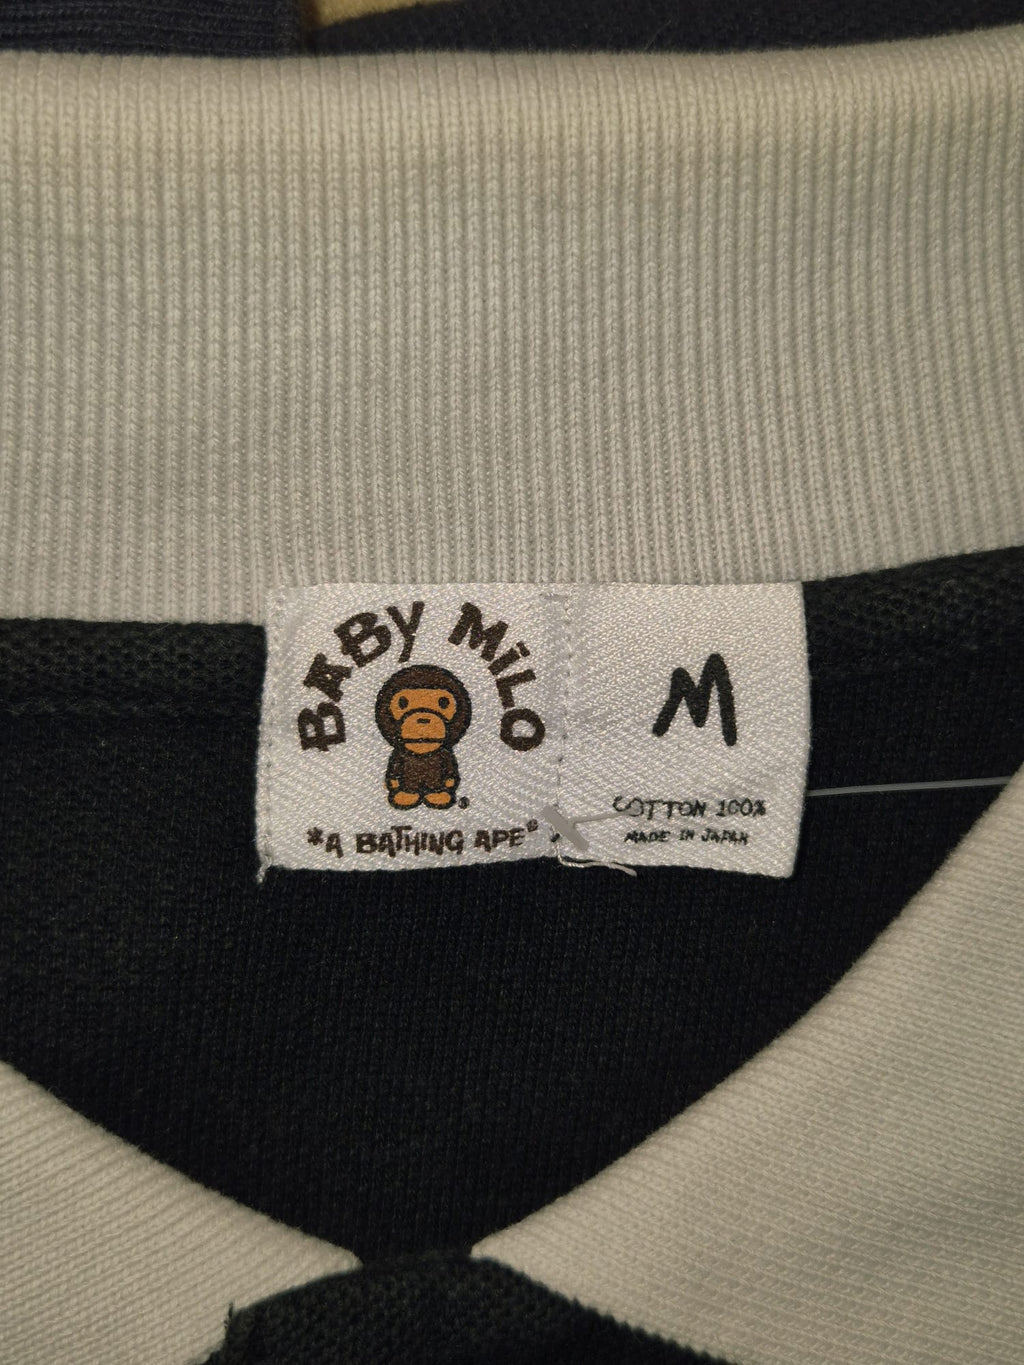 BABY MILO
*A BATHING APE®
M
COTTON 100%
MADE IN JAPAN